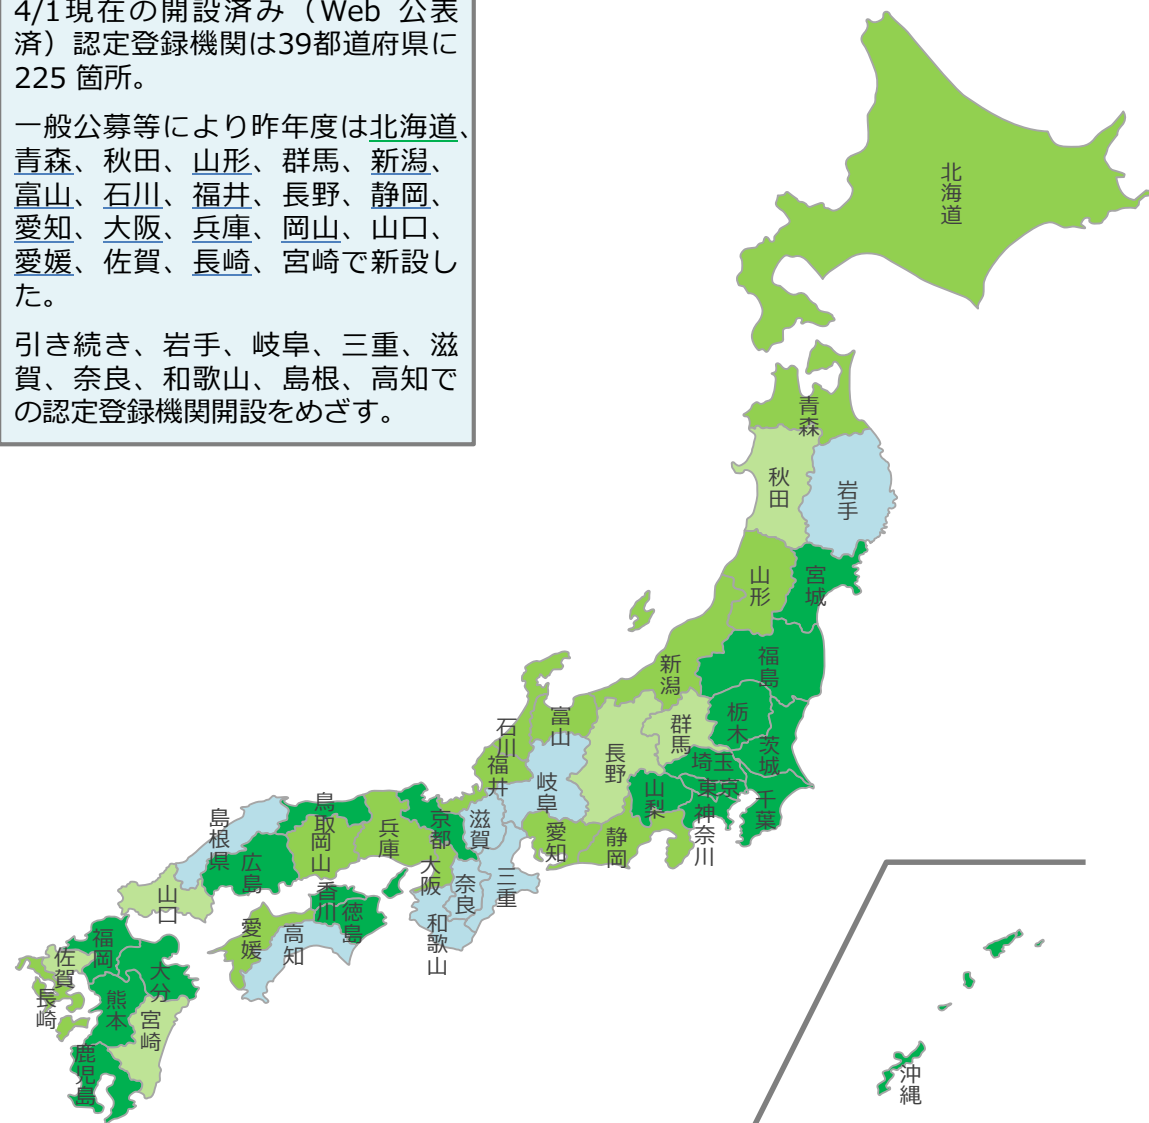 4/1現在の開設済み（Web 公表
済）認定登録機関は39都道府県に
225 箇所。
一般公募等により昨年度は北海道、
青森、秋田、山形、群馬、新潟、
富山、石川、福井、長野、静岡、
愛知、大阪、兵庫、岡山、山口、
愛媛、佐賀、長崎、宮崎で新設し
た。
引き続き、岩手、岐阜、三重、滋
賀、奈良、和歌山、島根、高知で
の認定登録機関開設をめざす。
北海道
青森
秋田
岩手
山形
宮城
福島
新潟
栃木
群馬
茨城
埼玉
東京
千葉
神奈川
山梨
長野
富山
石川
福井
岐阜
静岡
愛知
滋賀
三重
京都
奈良
大阪
和歌山
兵庫
鳥取
岡山
島根県
広島
山口
香川
徳島
愛媛
高知
福岡
佐賀
長崎
大分
熊本
宮崎
鹿児島
沖縄